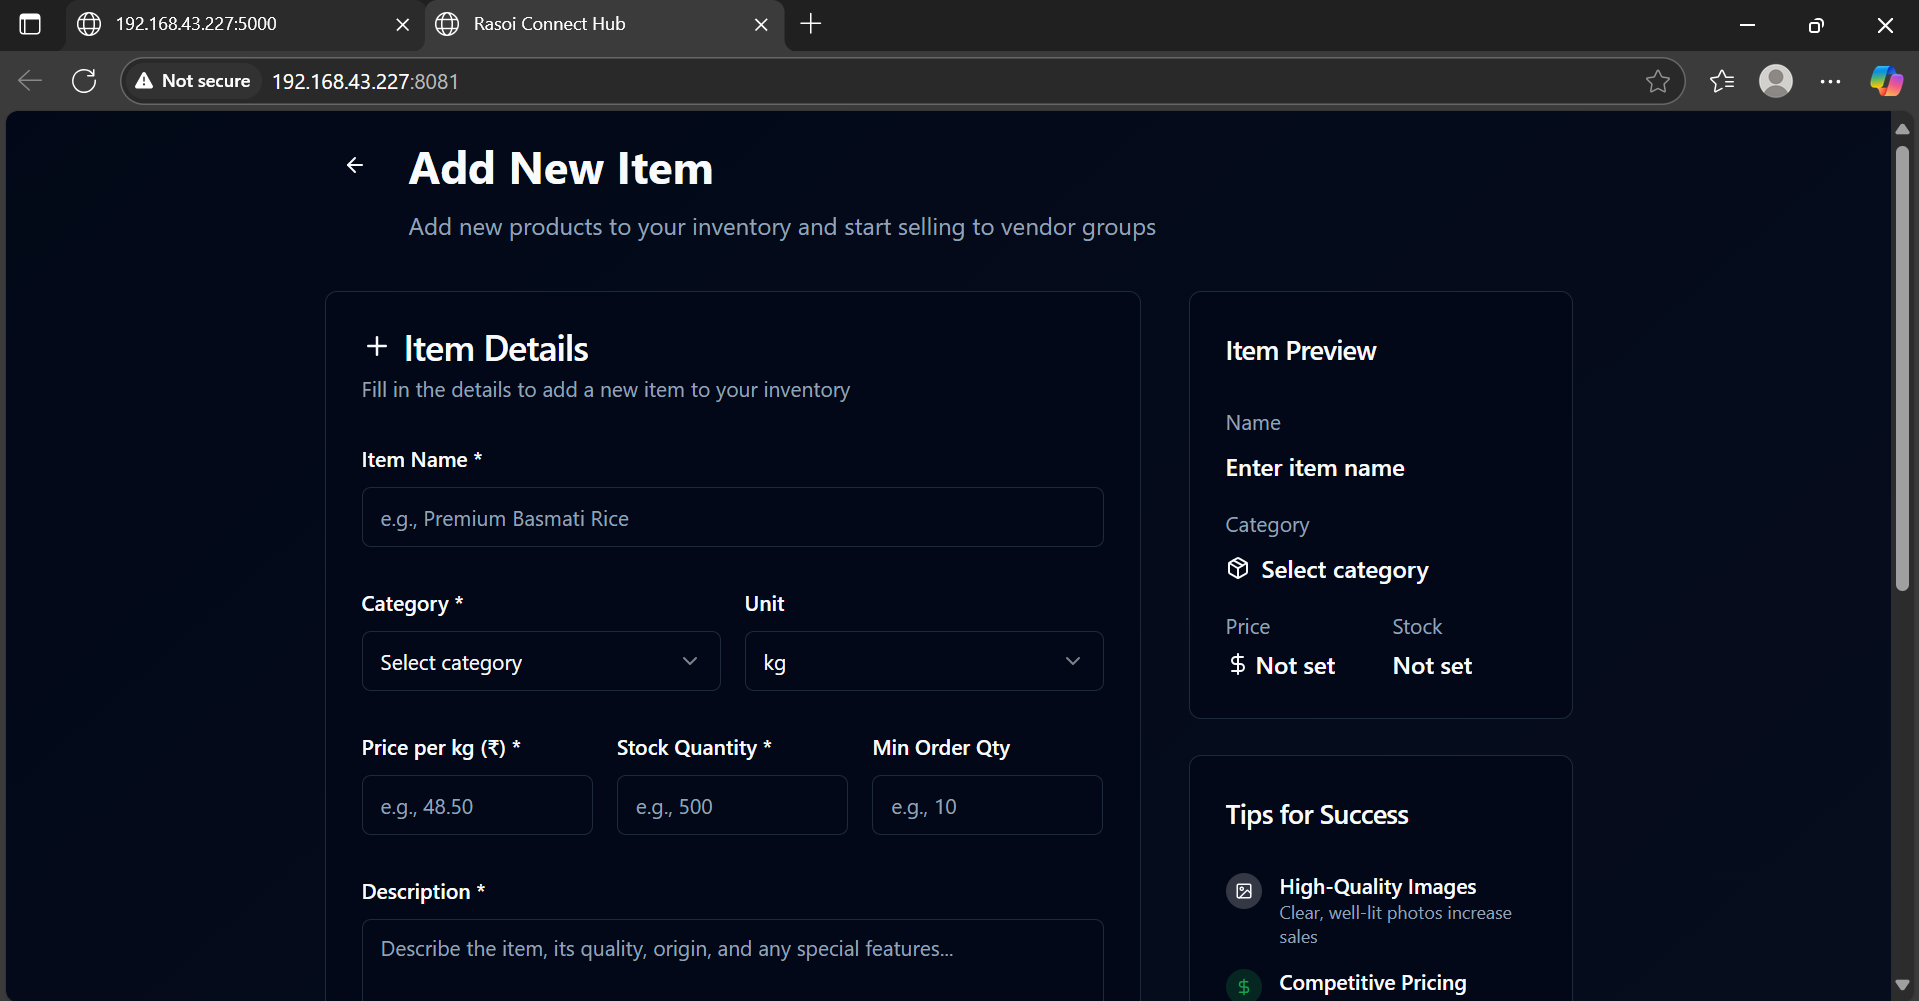 192.168.43.227:5000
Rasoi Connect Hub
Not secure
192.168.43.227:8081
Add New Item
Add new products to your inventory and start selling to vendor groups
Item Details
Fill in the details to add a new item to your inventory
Item Name *
e.g., Premium Basmati Rice
Category * Unit
Select category kg
Price per kg (₹) * Stock Quantity * Min Order Qty
e.g., 48.50 e.g., 500 e.g., 10
Description *
Describe the item, its quality, origin, and any special features...
Item Preview
Name
Enter item name
Category
Select category
Price Stock
$ Not set Not set
Tips for Success
High-Quality Images
Clear, well-lit photos increase
sales
$ Competitive Pricing